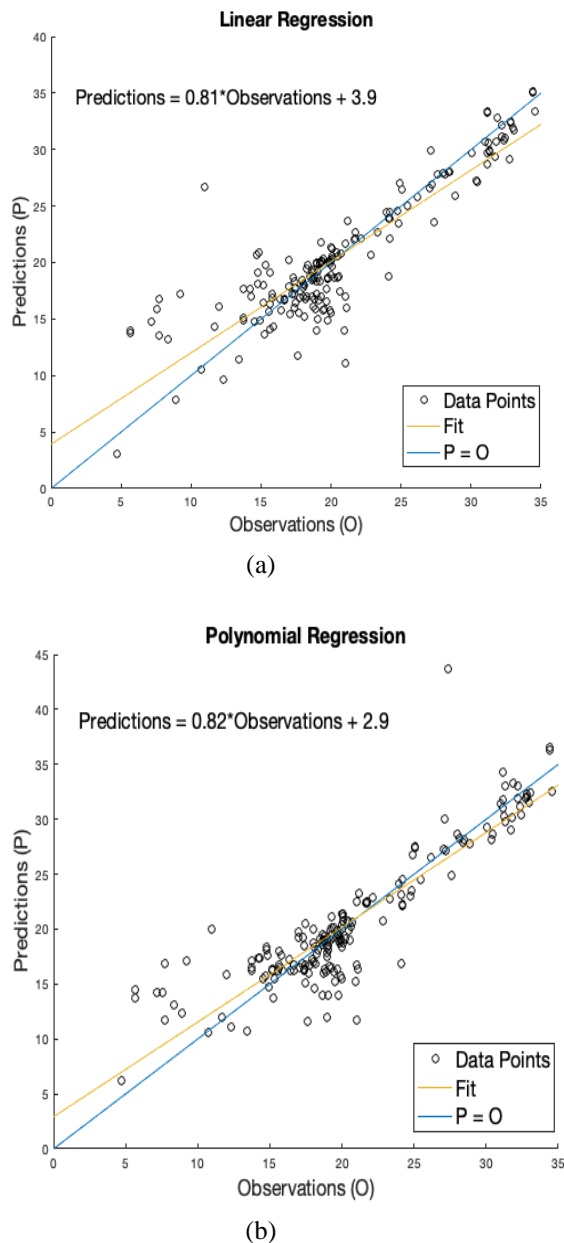 Linear Regression
40
Predictions = 0.81*Observations + 3.9
35
30
25
20
15
10
5
0
Predictions (P)
Data Points
Fit
P = O
0 5 10 15 20 25 30 35
Observations (O)
(a)
Polynomial Regression
45
40
Predictions = 0.82*Observations + 2.9
35
30
25
20
15
10
5
0
Predictions (P)
Data Points
Fit
P = O
0 5 10 15 20 25 30 35
Observations (O)
(b)